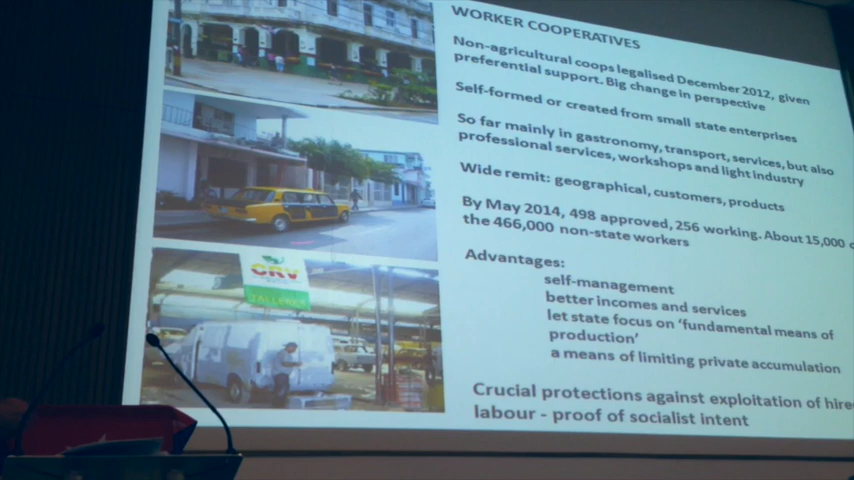 WORKER COOPERATIVES
Non-agricultural coops legalised December 2012, given
preferential support. Big change in perspective
Self-formed or created from small state enterprises
So far mainly in gastronomy, transport, services, but also
professional services, workshops and light industry
Wide remit: geographical, customers, products
By May 2014, 498 approved, 256 working. About 15,000
the 466,000 non-state workers
Advantages:
self-management
better incomes and services
let state focus on 'fundamental means of
production'
a means of limiting private accumulation
Crucial protections against exploitation of hire
labour - proof of socialist intent
CRV